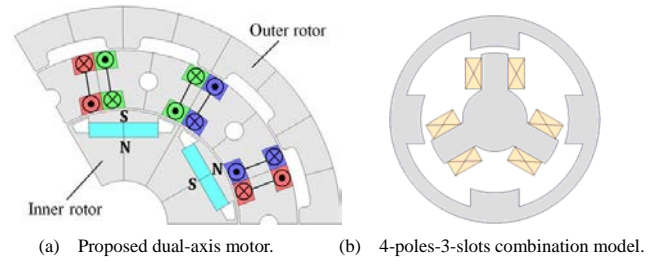 Outer rotor
S
N
N
S
Inner rotor
(a) Proposed dual-axis motor.
(b) 4-poles-3-slots combination model.